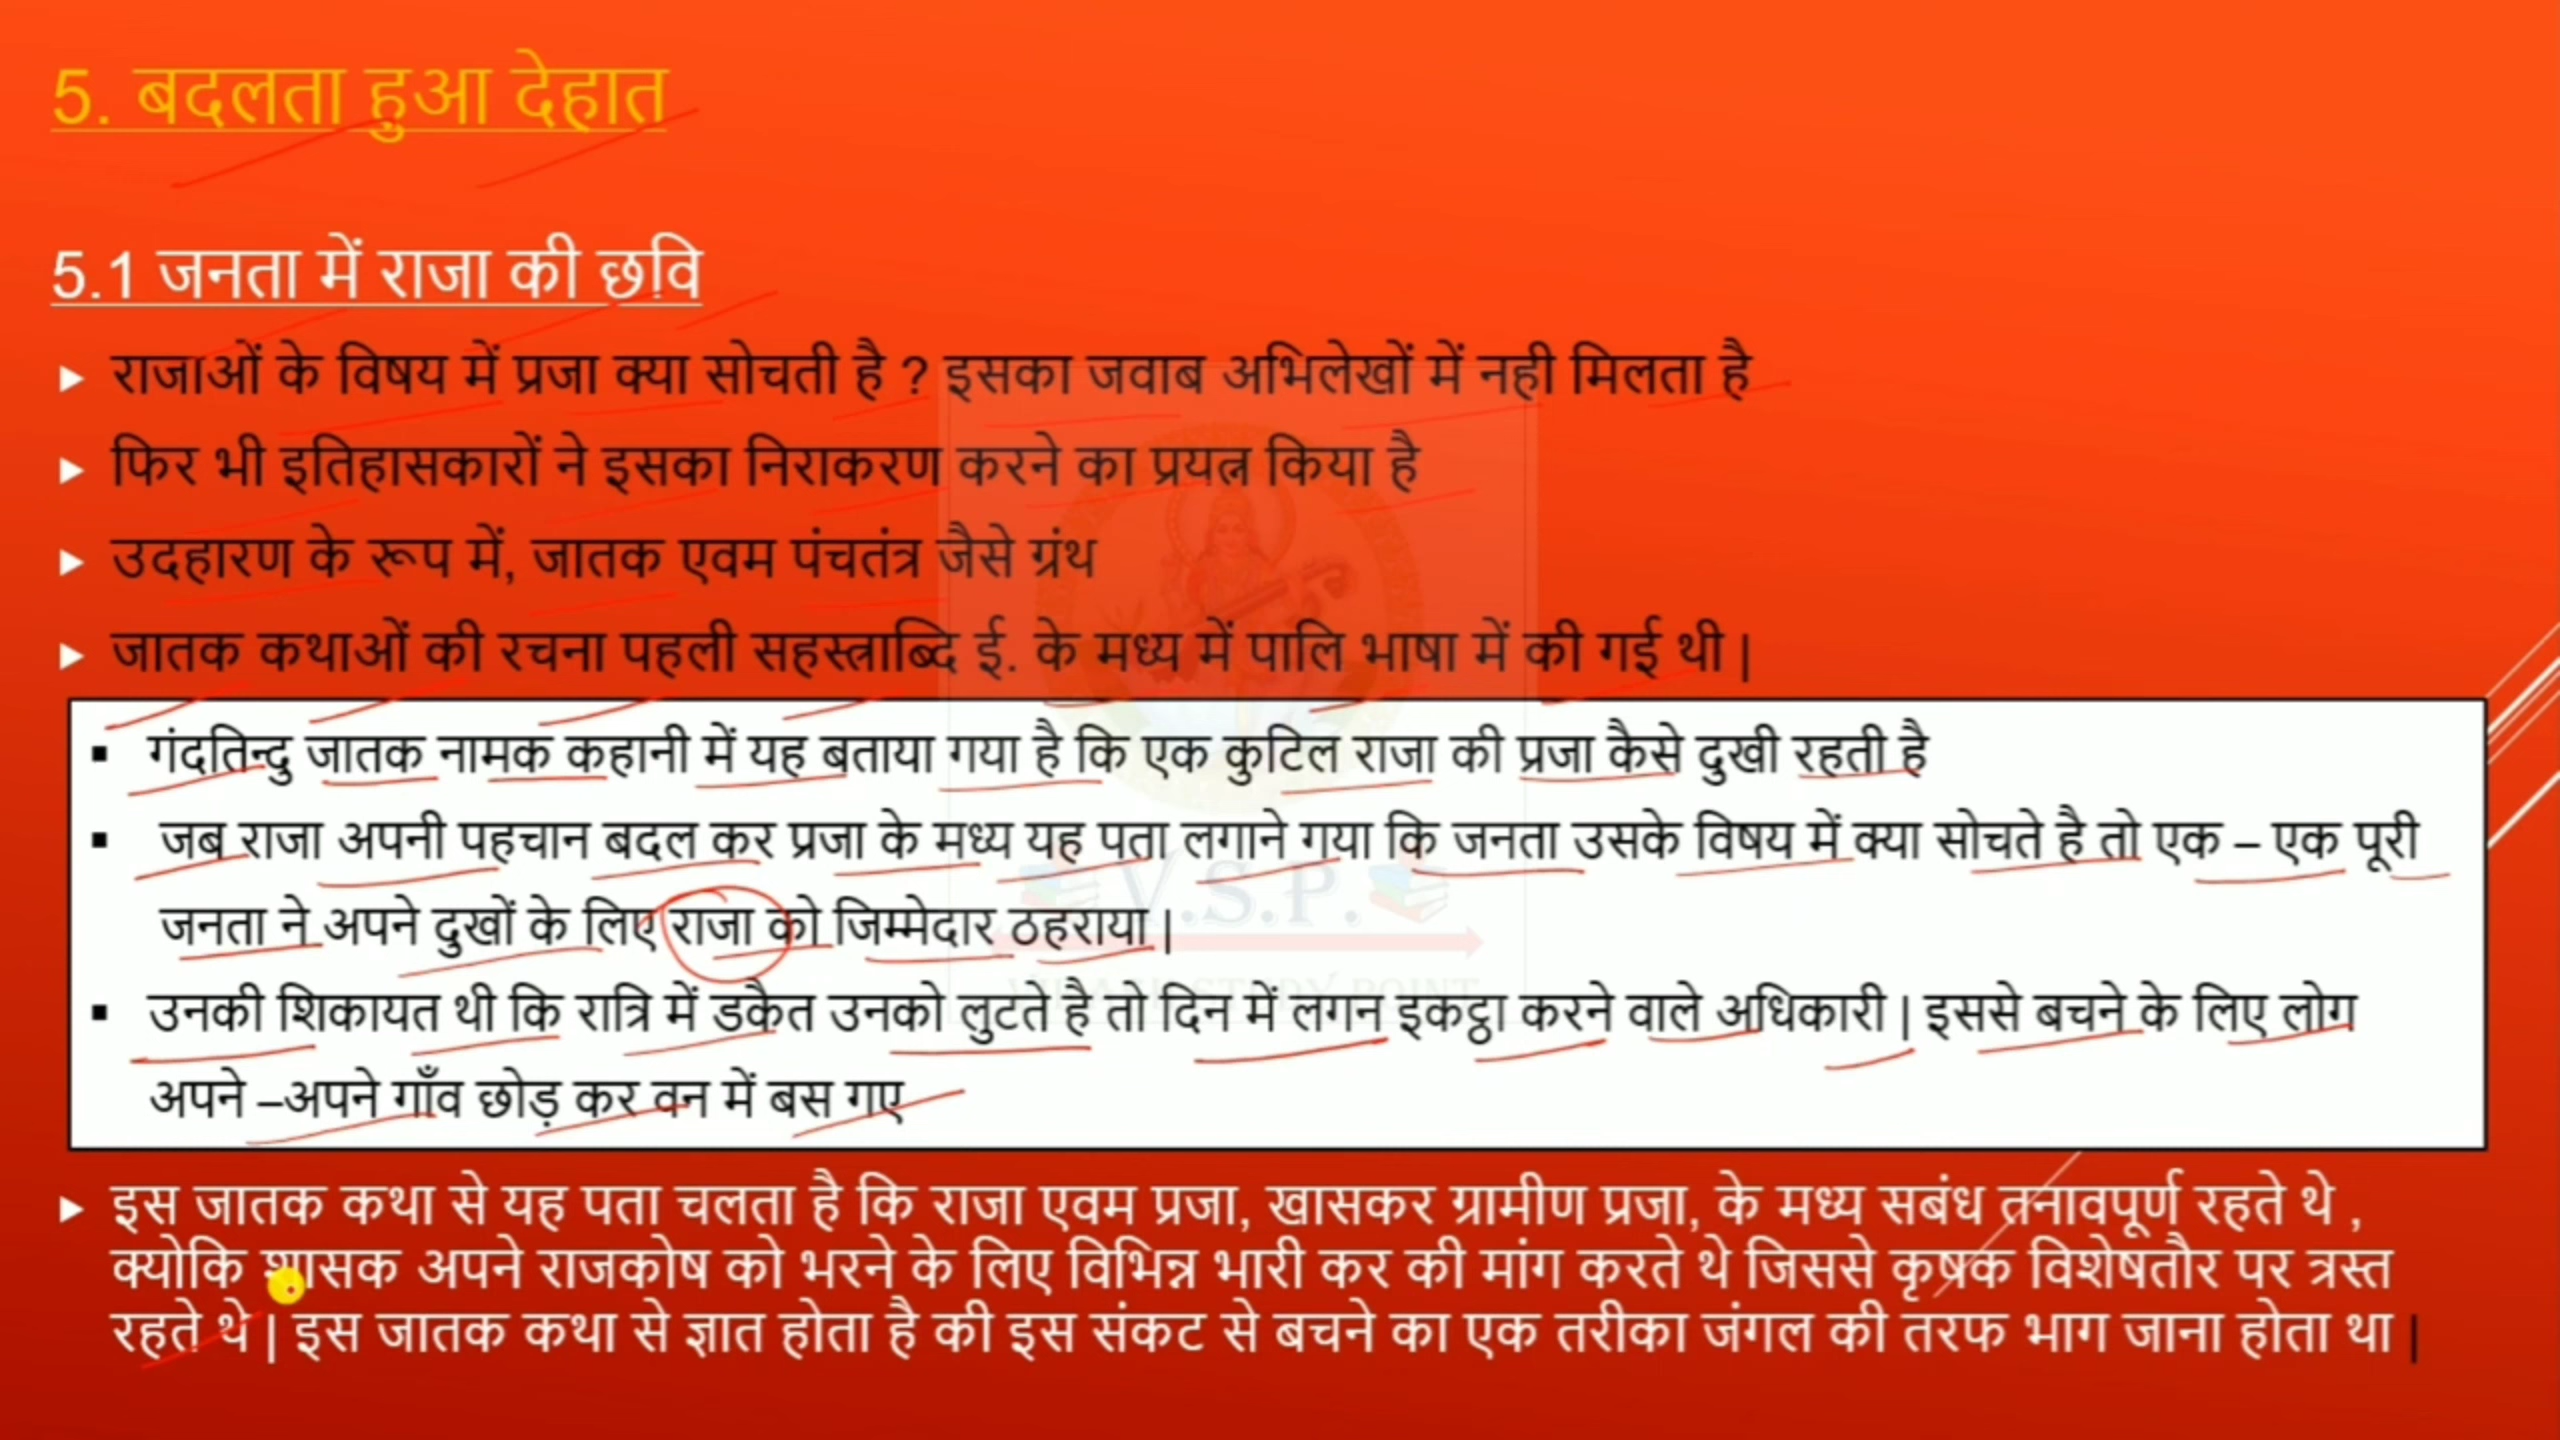 5. बदलता हुआ देहात
5.1 जनता में राजा की छवि
राजाओं के विषय में प्रजा क्या सोचती है ? इसका जवाब अभिलेखों में नही मिलता है
फिर भी इतिहासकारों ने इसका निराकरण करने का प्रयत्न किया है
उदहारण के रूप में, जातक एवम पंचतंत्र जैसे ग्रंथ
जातक कथाओं की रचना पहली सहस्त्राब्दि ई. के मध्य में पालि भाषा में की गई थी |
गंदतिन्दु जातक नामक कहानी में यह बताया गया है कि एक कुटिल राजा की प्रजा कैसे दुखी रहती है
जब राजा अपनी पहचान बदल कर प्रजा के मध्य यह पता लगाने गया कि जनता उसके विषय में क्या सोचते है तो एक – एक पूरी
जनता ने अपने दुखों के लिए राजा को जिम्मेदार ठहराया |
V.S.P.
उनकी शिकायत थी कि रात्रि में डकैत उनको लुटते है तो दिन में लगन इकट्ठा करने वाले अधिकारी | इससे बचने के लिए लोग
अपने –अपने गाँव छोड़ कर वन में बस गए
इस जातक कथा से यह पता चलता है कि राजा एवम प्रजा, खासकर ग्रामीण प्रजा, के मध्य सबंध तनावपूर्ण रहते थे ,
क्योकि शासक अपने राजकोष को भरने के लिए विभिन्न भारी कर की मांग करते थे जिससे कृषक विशेषतौर पर त्रस्त
रहते थे | इस जातक कथा से ज्ञात होता है की इस संकट से बचने का एक तरीका जंगल की तरफ भाग जाना होता था |